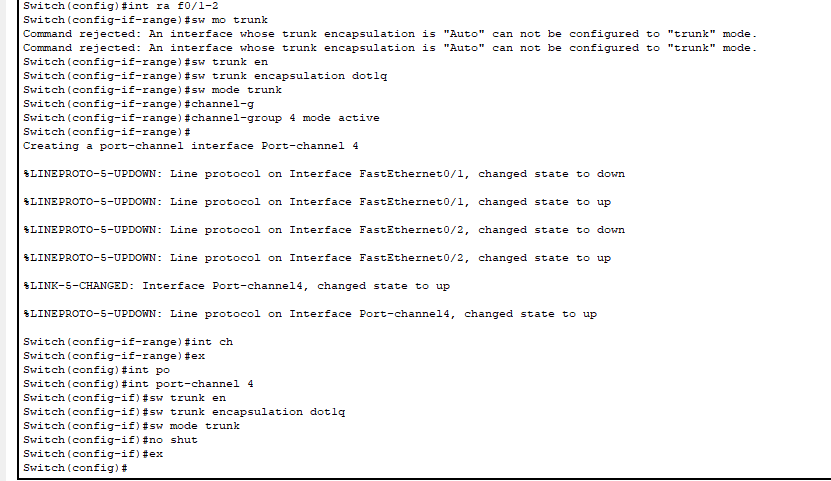 Switch(config)#int ra f0/1-2
Switch(config-if-range)#sw mo trunk
Command rejected: An interface whose trunk encapsulation is "Auto" can not be configured to "trunk" mode.
Command rejected: An interface whose trunk encapsulation is "Auto" can not be configured to "trunk" mode.
Switch(config-if-range)#sw trunk en
Switch(config-if-range)#sw trunk encapsulation dot1q
Switch(config-if-range)#sw mode trunk
Switch(config-if-range)#channel-g
Switch(config-if-range)#channel-group 4 mode active
Switch(config-if-range)#
Creating a port-channel interface Port-channel 4
%LINEPROTO-5-UPDOWN: Line protocol on Interface FastEthernet0/1, changed state to down
%LINEPROTO-5-UPDOWN: Line protocol on Interface FastEthernet0/1, changed state to up
%LINEPROTO-5-UPDOWN: Line protocol on Interface FastEthernet0/2, changed state to down
%LINEPROTO-5-UPDOWN: Line protocol on Interface FastEthernet0/2, changed state to up
%LINK-5-CHANGED: Interface Port-channel4, changed state to up
%LINEPROTO-5-UPDOWN: Line protocol on Interface Port-channel4, changed state to up
Switch(config-if-range)#int ch
Switch(config-if-range)#ex
Switch(config)#int po
Switch(config)#int port-channel 4
Switch(config-if)#sw trunk en
Switch(config-if)#sw trunk encapsulation dot1q
Switch(config-if)#sw mode trunk
Switch(config-if)#no shut
Switch(config-if)#ex
Switch(config)#